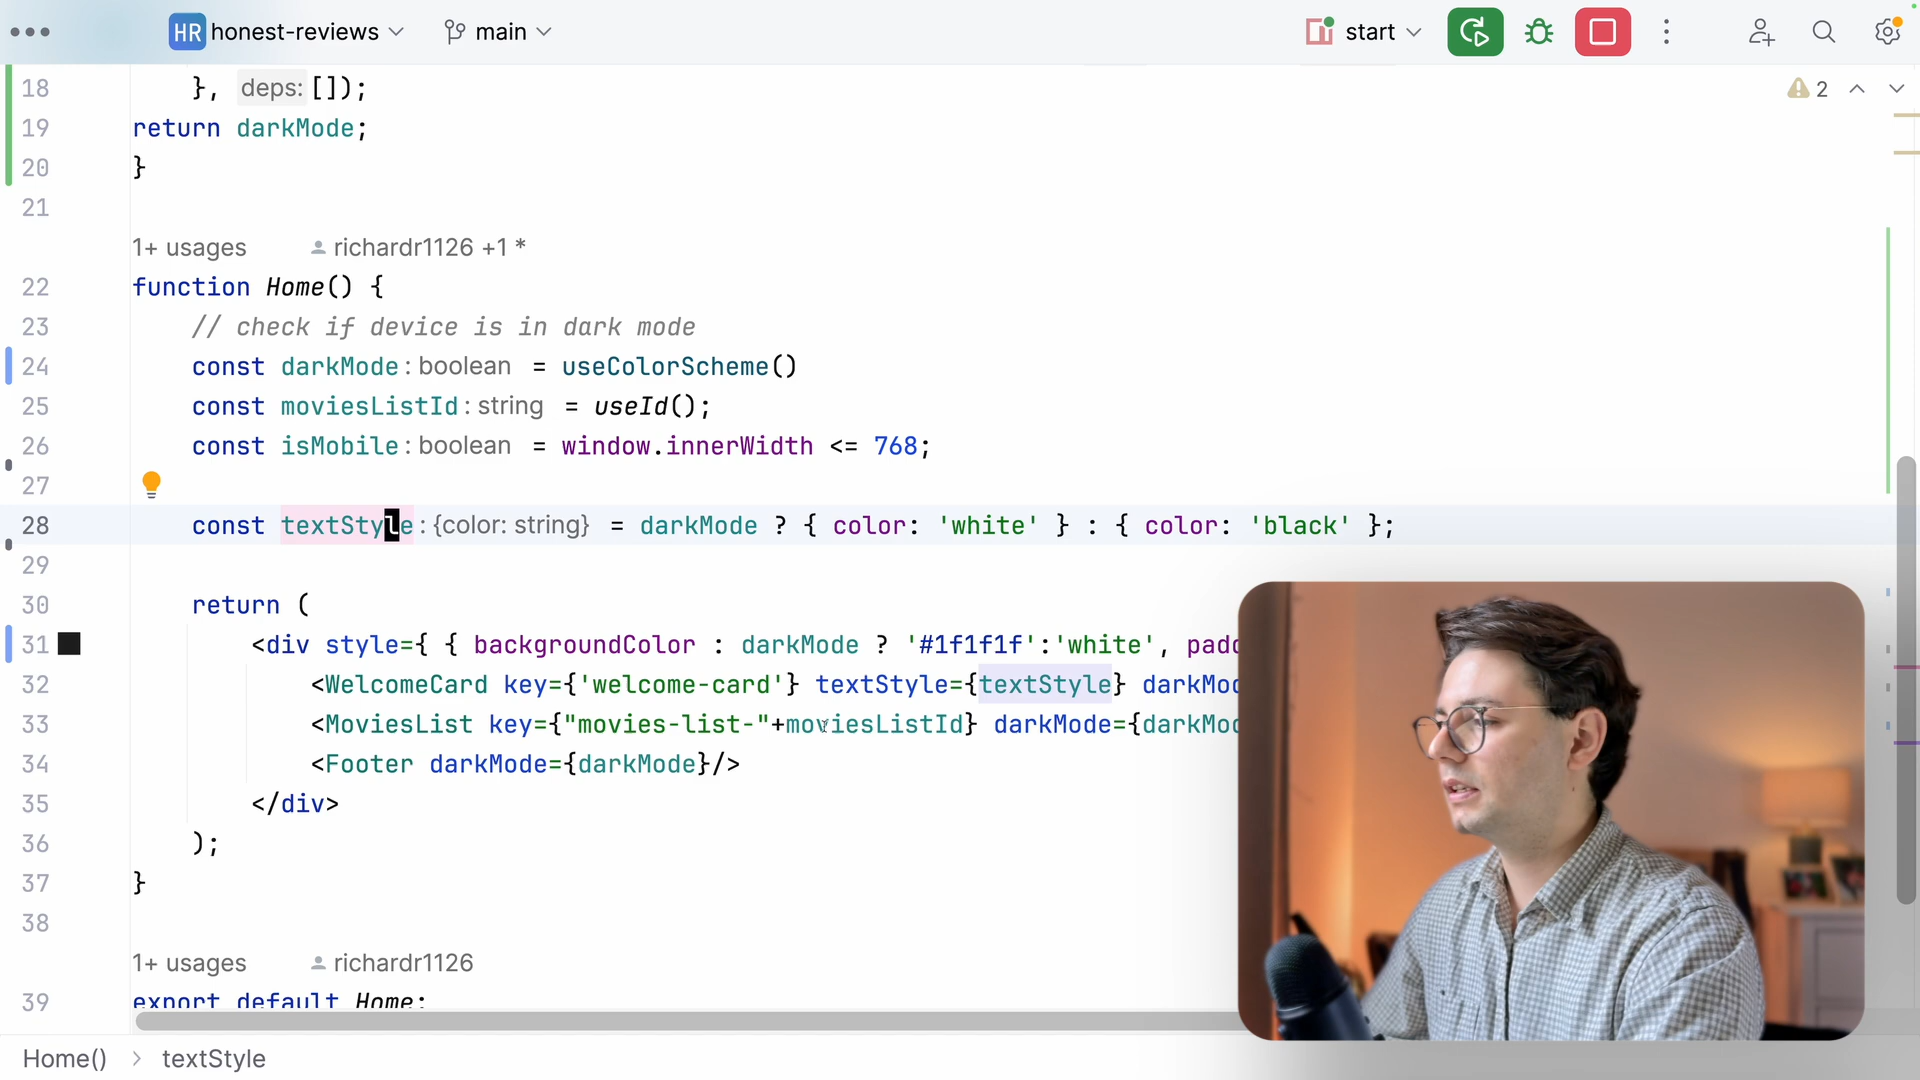 HR honest-reviews main start
18 }, deps: []);
2
19 return darkMode;
20 }
21
1+ usages richardr1126 +1 *
22 function Home() {
23 // check if device is in dark mode
24 const darkMode : boolean = useColorScheme()
25 const moviesListId : string = useId();
26 const isMobile : boolean = window.innerWidth <= 768;
27
28 const textStyle : {color: string} = darkMode ? { color: 'white' } : { color: 'black' };
29
30 return (
31 <div style={ { backgroundColor : darkMode ? '#1f1f1f':'white', padd
32 <WelcomeCard key={'welcome-card'} textStyle={textStyle} darkMod
33 <MoviesList key={"movies-list-"+moviesListId} darkMode={darkMod
34 <Footer darkMode={darkMode}/>
35 </div>
36 );
37 }
38
1+ usages richardr1126
39 export default Home;
Home() > textStyle